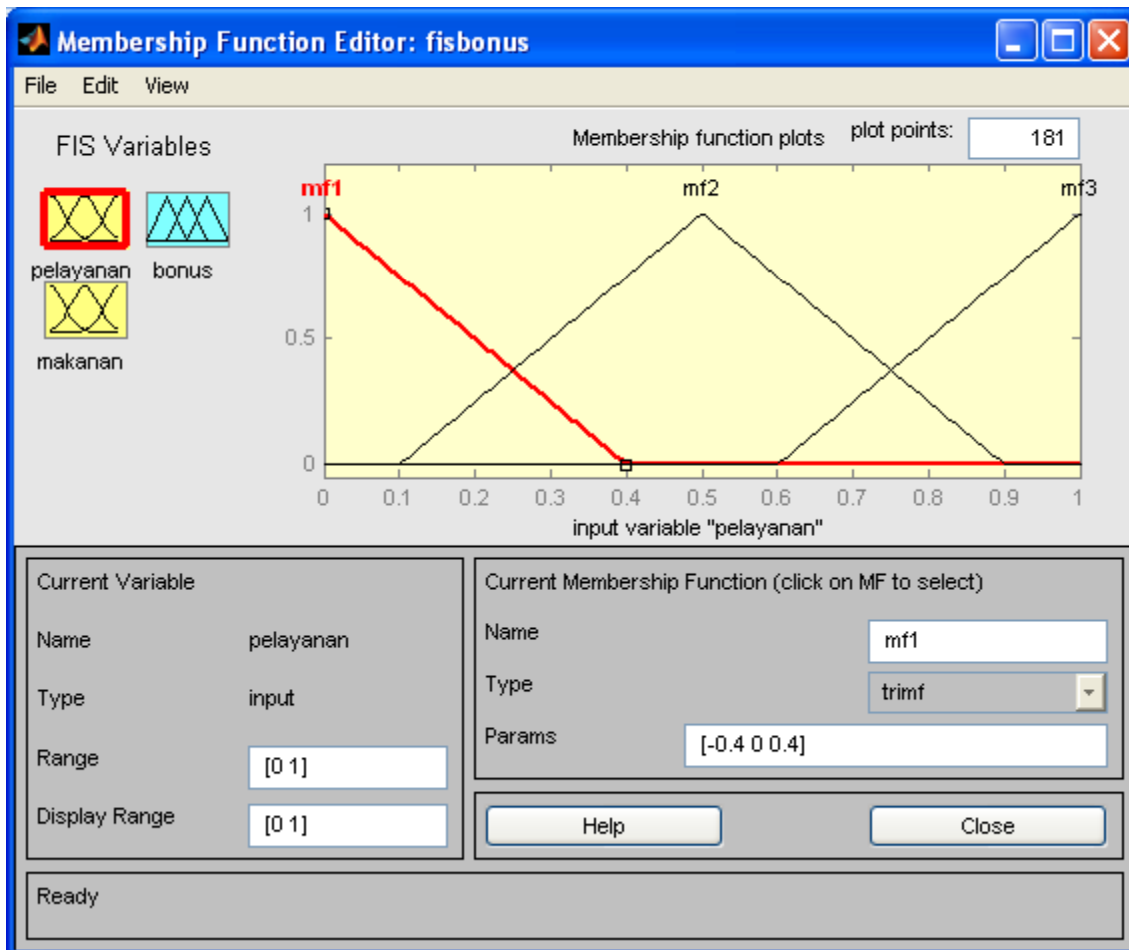 Membership Function Editor: fisbonus
File Edit View
FIS Variables
pelayanan
bonus
makanan
Membership function plots
plot points:
181
mf1
mf2
mf3
1
0.5
0
0 0.1 0.2 0.3 0.4 0.5 0.6 0.7 0.8 0.9 1
input variable "pelayanan"
Current Variable
Name pelayanan
Type input
Range [0 1]
Display Range [0 1]
Current Membership Function (click on MF to select)
Name mf1
Type trimf
Params [-0.4 0 0.4]
Help
Close
Ready